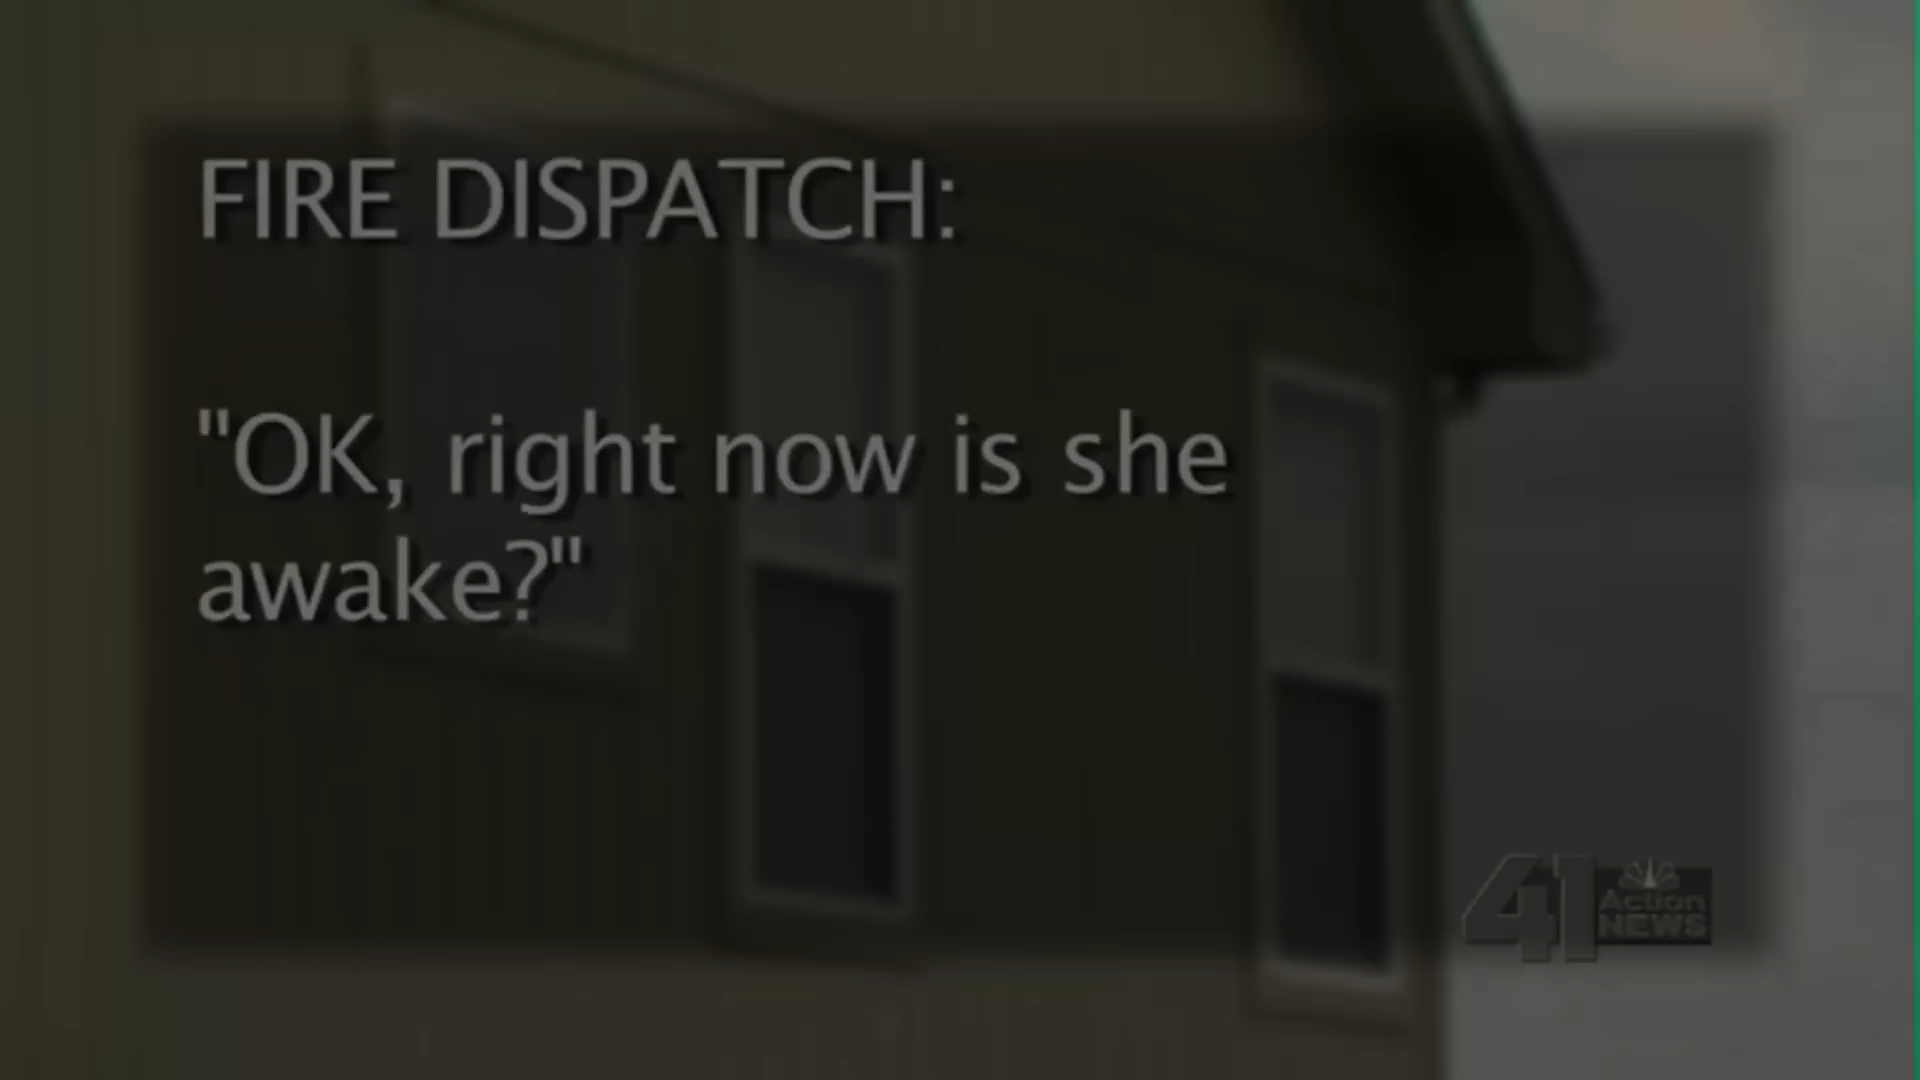 FIRE DISPATCH:
"OK, right now is she
awake?"
41 Action
NEWS